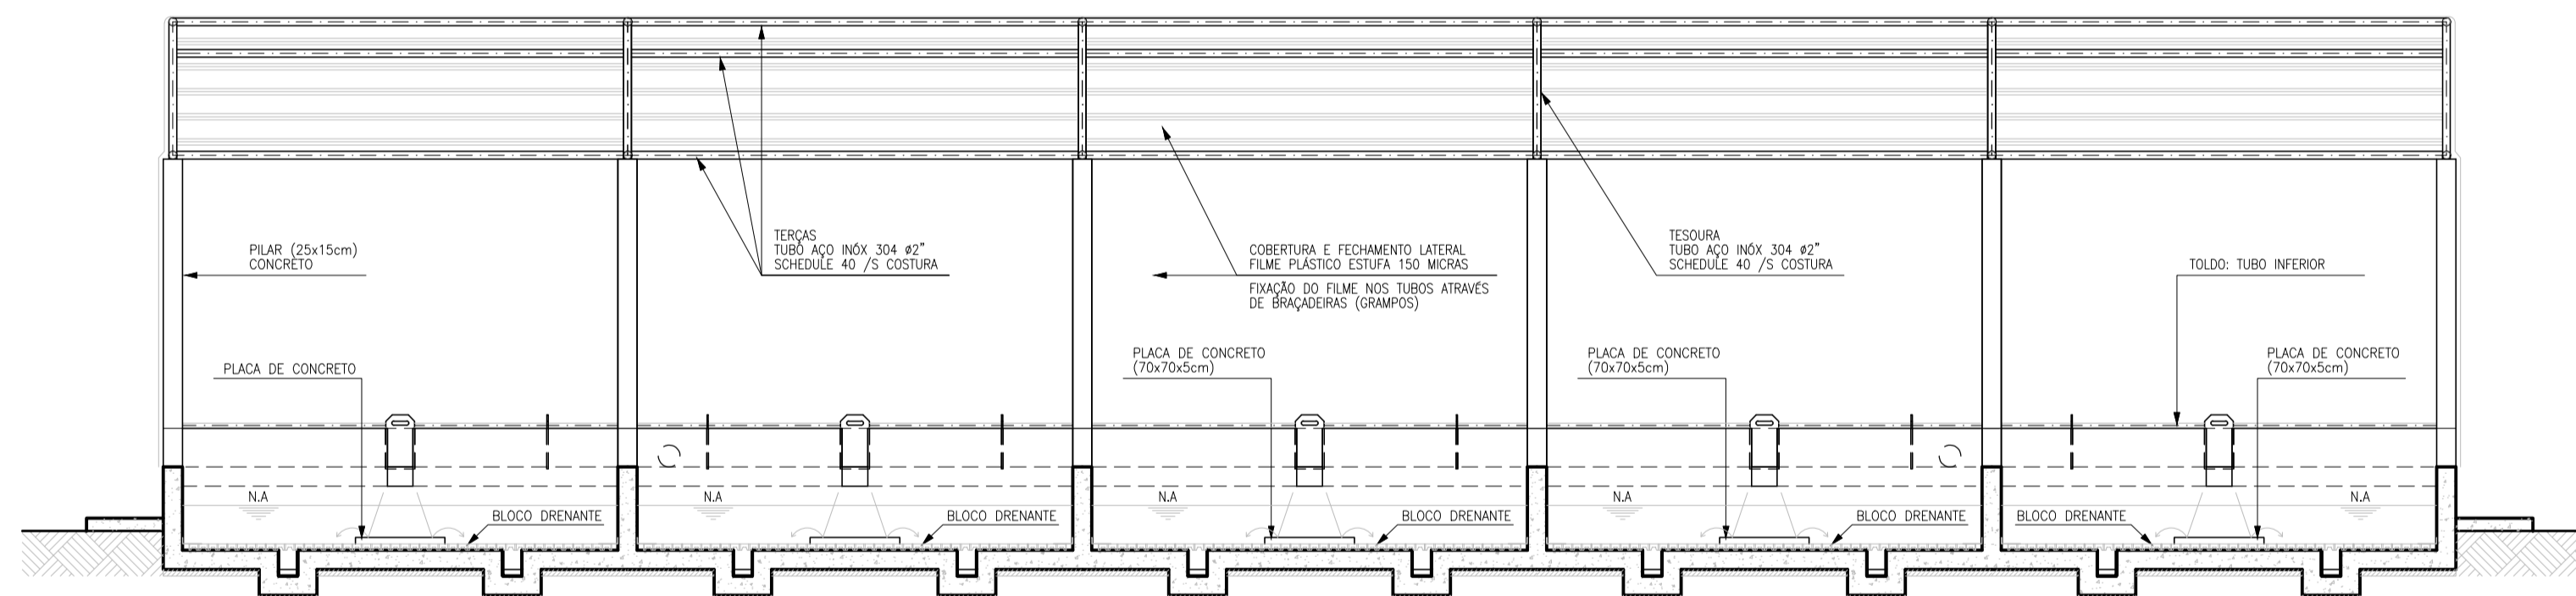 PILAR (25x15cm)
CONCRETO
TERÇAS
TUBO AÇO INÓX 304 ø2"
SCHEDULE 40 /S COSTURA
COBERTURA E FECHAMENTO LATERAL
FILME PLÁSTICO ESTUFA 150 MICRAS
FIXAÇÃO DO FILME NOS TUBOS ATRAVÉS
DE BRAÇADEIRAS (GRAMPOS)
TESOURA
TUBO AÇO INÓX 304 ø2"
SCHEDULE 40 /S COSTURA
TOLDO: TUBO INFERIOR
PLACA DE CONCRETO
PLACA DE CONCRETO
(70x70x5cm)
PLACA DE CONCRETO
(70x70x5cm)
PLACA DE CONCRETO
(70x70x5cm)
N.A
N.A
N.A
N.A
N.A
BLOCO DRENANTE
BLOCO DRENANTE
BLOCO DRENANTE
BLOCO DRENANTE
BLOCO DRENANTE